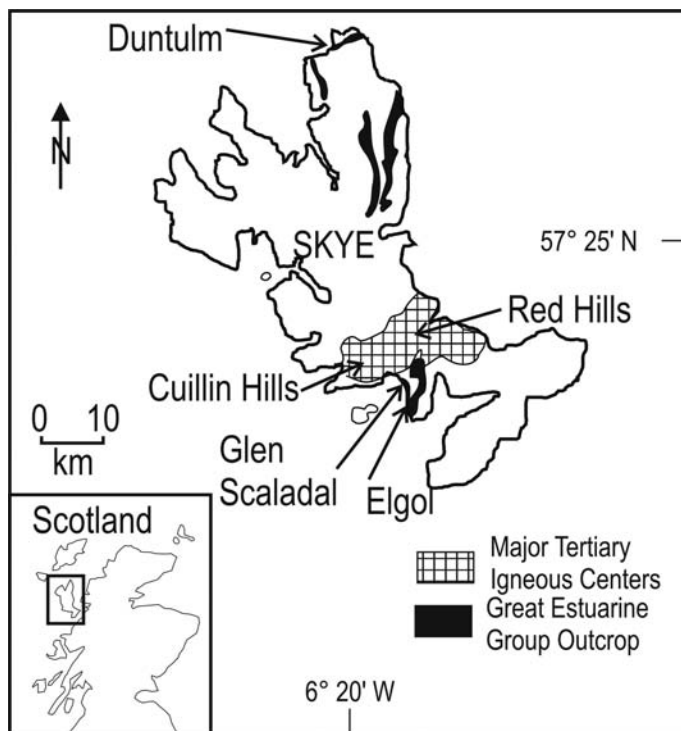 Duntulm
N
SKYE
57° 25' N
Red Hills
Cuillin Hills
0 10
km
Glen
Scaladal
Elgol
Scotland
Major Tertiary
Igneous Centers
Great Estuarine
Group Outcrop
6° 20' W